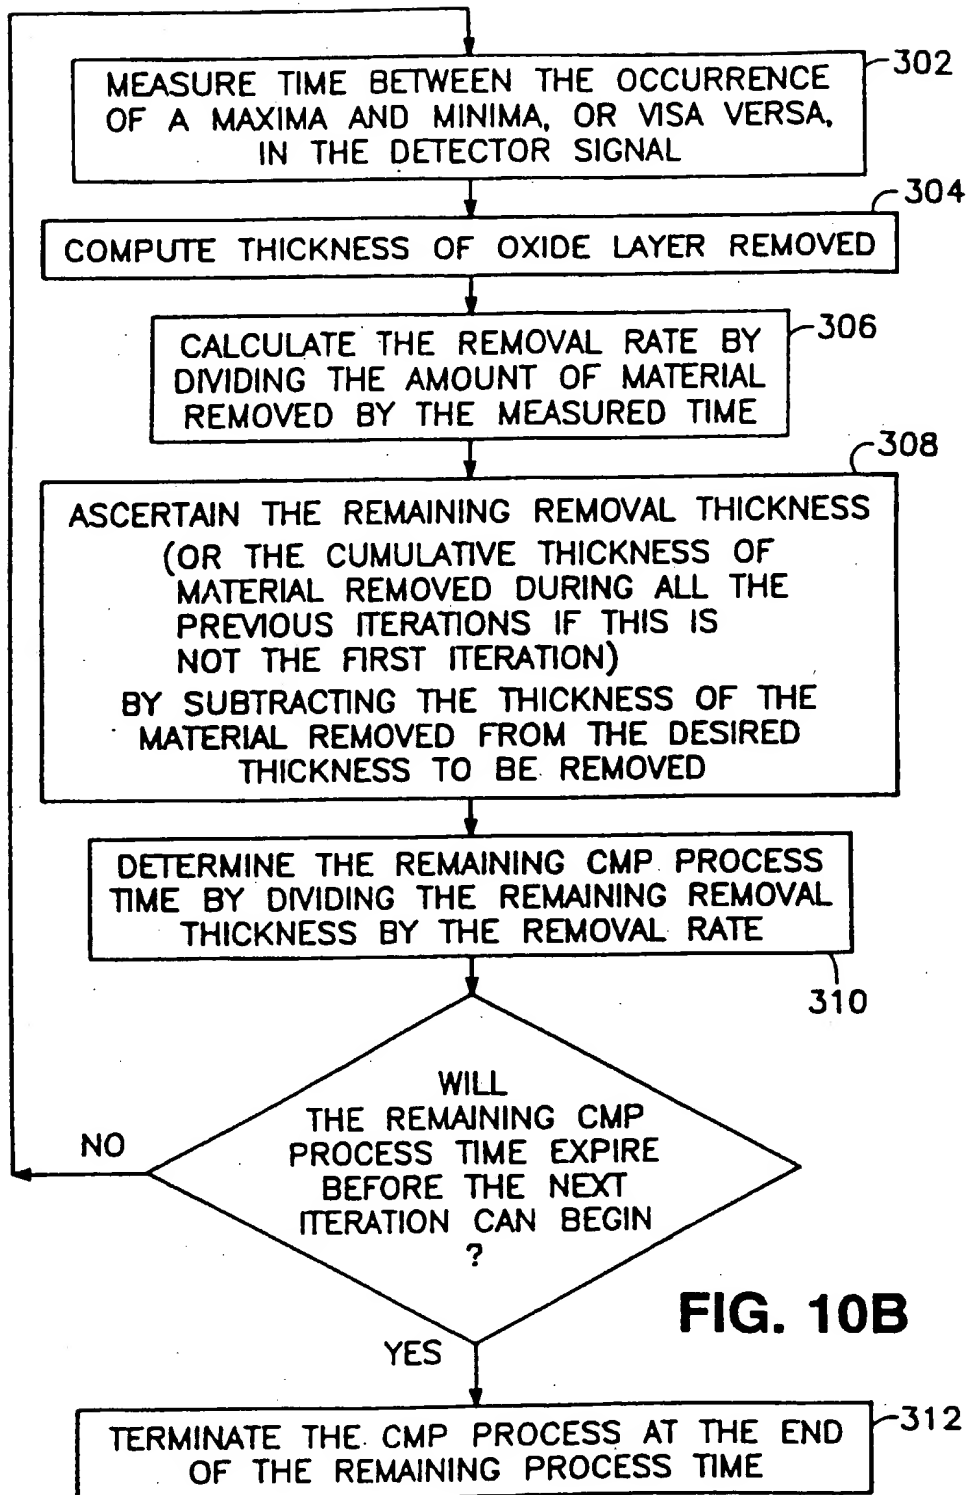 302
MEASURE TIME BETWEEN THE OCCURRENCE
OF A MAXIMA AND MINIMA, OR VISA VERSA,
IN THE DETECTOR SIGNAL
304
COMPUTE THICKNESS OF OXIDE LAYER REMOVED
306
CALCULATE THE REMOVAL RATE BY
DIVIDING THE AMOUNT OF MATERIAL
REMOVED BY THE MEASURED TIME
308
ASCERTAIN THE REMAINING REMOVAL THICKNESS
(OR THE CUMULATIVE THICKNESS OF
MATERIAL REMOVED DURING ALL THE
PREVIOUS ITERATIONS IF THIS IS
NOT THE FIRST ITERATION)
BY SUBTRACTING THE THICKNESS OF THE
MATERIAL REMOVED FROM THE DESIRED
THICKNESS TO BE REMOVED
DETERMINE THE REMAINING CMP PROCESS
TIME BY DIVIDING THE REMAINING REMOVAL
THICKNESS BY THE REMOVAL RATE
310
WILL
THE REMAINING CMP
PROCESS TIME EXPIRE
BEFORE THE NEXT
ITERATION CAN BEGIN
?
NO
FIG. 10B
YES
312
TERMINATE THE CMP PROCESS AT THE END
OF THE REMAINING PROCESS TIME